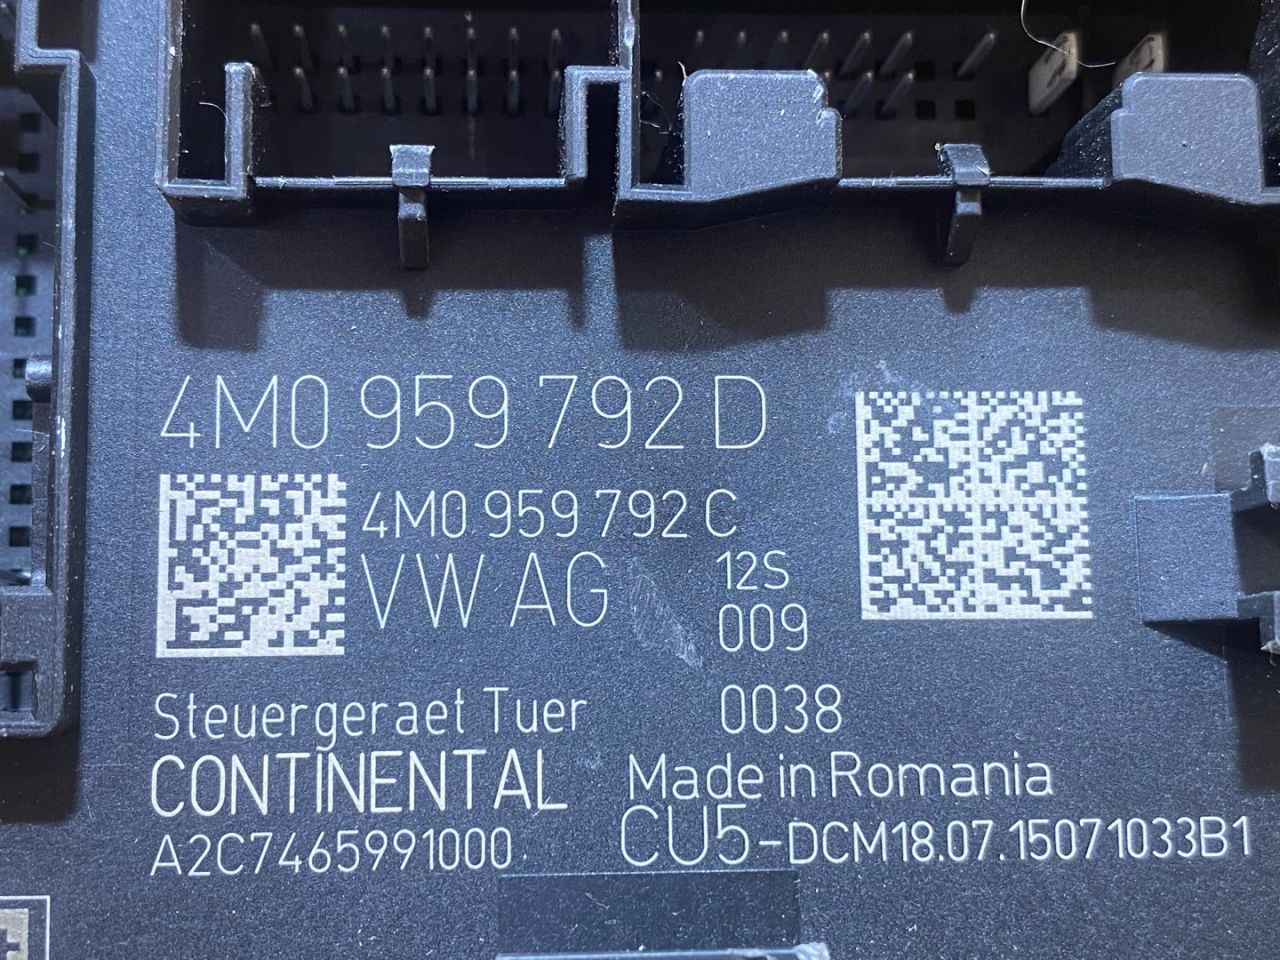 4M0 959 792 D
4M0 959 792 C
VW AG
12S
009
Steuergeraet Tuer
0038
CONTINENTAL
Made in Romania
A2C7465991000
CU5-DCM18.07.15071033B1